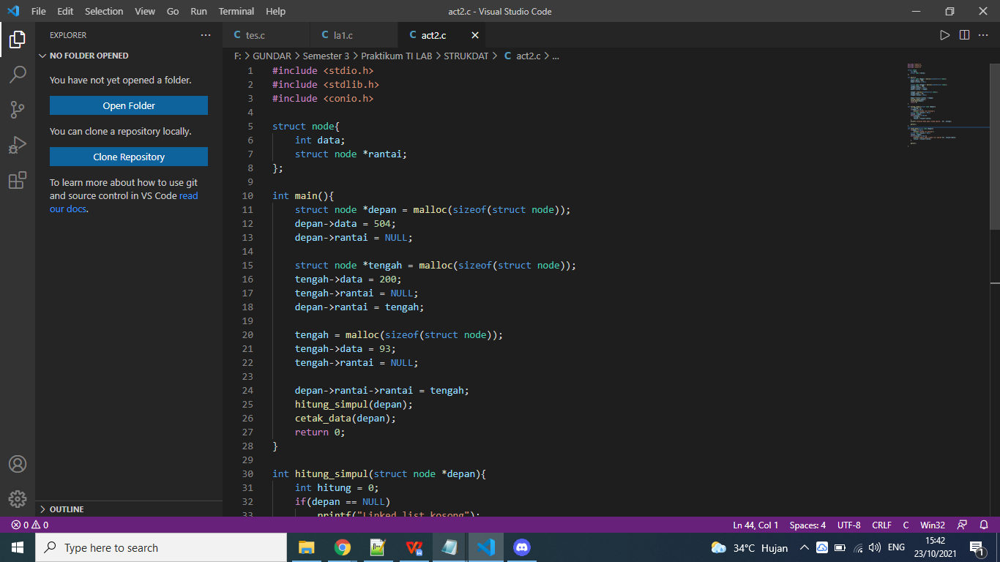 File Edit Selection View Go Run Terminal Help act2.c - Visual Studio Code
EXPLORER
NO FOLDER OPENED
You have not yet opened a folder.
Open Folder
You can clone a repository locally.
Clone Repository
To learn more about how to use git
and source control in VS Code read
our docs.
OUTLINE
C tes.c C la1.c C act2.c
F: > GUNDAR > Semester 3 > Praktikum TI LAB > STRUKDAT > C act2.c > ...
1 #include <stdio.h>
2 #include <stdlib.h>
3 #include <conio.h>
4
5 struct node{
6     int data;
7     struct node *rantai;
8 };
9
10 int main(){
11     struct node *depan = malloc(sizeof(struct node));
12     depan->data = 504;
13     depan->rantai = NULL;
14
15     struct node *tengah = malloc(sizeof(struct node));
16     tengah->data = 200;
17     tengah->rantai = NULL;
18     depan->rantai = tengah;
19
20     tengah = malloc(sizeof(struct node));
21     tengah->data = 93;
22     tengah->rantai = NULL;
23
24     depan->rantai->rantai = tengah;
25     hitung_simpul(depan);
26     cetak_data(depan);
27     return 0;
28 }
29
30 int hitung_simpul(struct node *depan){
31     int hitung = 0;
32     if(depan == NULL)
33         printf("Linked list kosong");
0 0 Ln 44, Col 1 Spaces: 4 UTF-8 CRLF C Win32
Type here to search 34°C Hujan ENG 15:42
23/10/2021 1